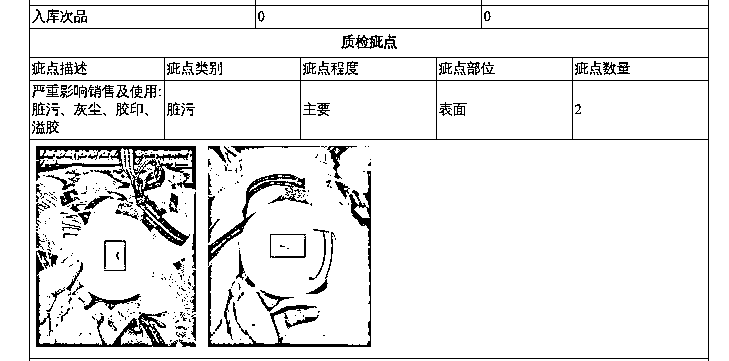 入库次品 0 0
质检疵点
疵点描述 疵点类别 疵点程度 疵点部位 疵点数量
严重影响销售及使用:
脏污、灰尘、胶印、 脏污 主要 表面 2
溢胶